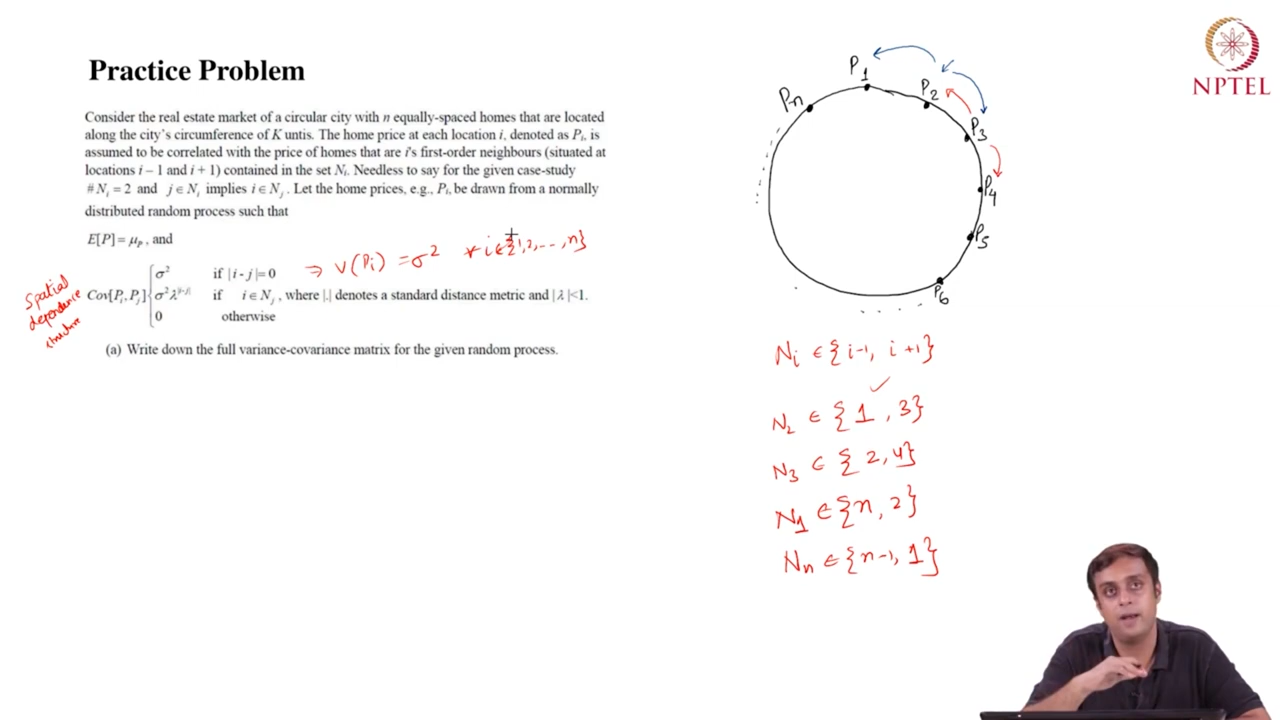 Practice Problem
Consider the real estate market of a circular city with n equally-spaced homes that are located
along the city's circumference of K untis. The home price at each location i, denoted as Pi, is
assumed to be correlated with the price of homes that are i's first-order neighbours (situated at
locations i – 1 and i + 1) contained in the set Ni. Needless to say for the given case-study
#Ni = 2 and j ∈ Ni implies i ∈ Nj. Let the home prices, e.g., Pi, be drawn from a normally
distributed random process such that
E[P] = μP, and
⇒ V(Pi) = σ² ∀ i ∈ {1, 2, ..., n}
Spatial
dependence
structure
Cov[Pi, Pj] { σ² if |i - j| = 0
σ²λ^|i-j| if i ∈ Nj, where |.| denotes a standard distance metric and |λ| < 1.
0 otherwise
(a) Write down the full variance-covariance matrix for the given random process.
NPTEL
P1
P2
P3
P4
P5
P6
Pn
Ni ∈ {i-1, i+1}
N2 ∈ {1, 3}
N3 ∈ {2, 4}
N1 ∈ {n, 2}
Nn ∈ {n-1, 1}